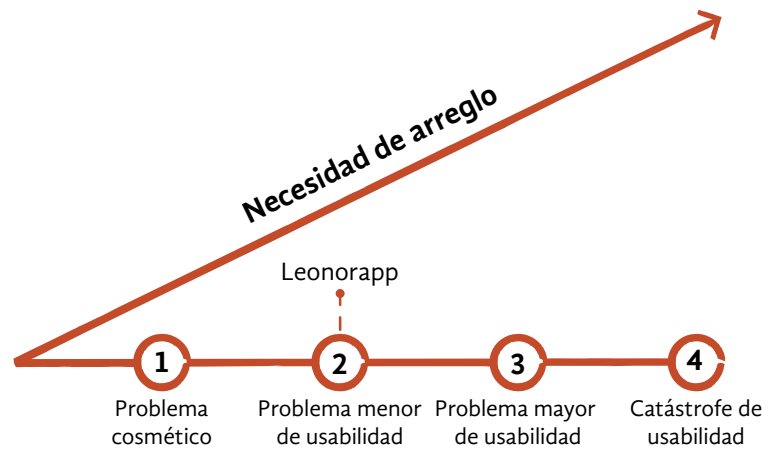 Necesidad de arreglo
Leonorapp
1
2
3
4
Problema
cosmético
Problema menor
de usabilidad
Problema mayor
de usabilidad
Catástrofe de
usabilidad